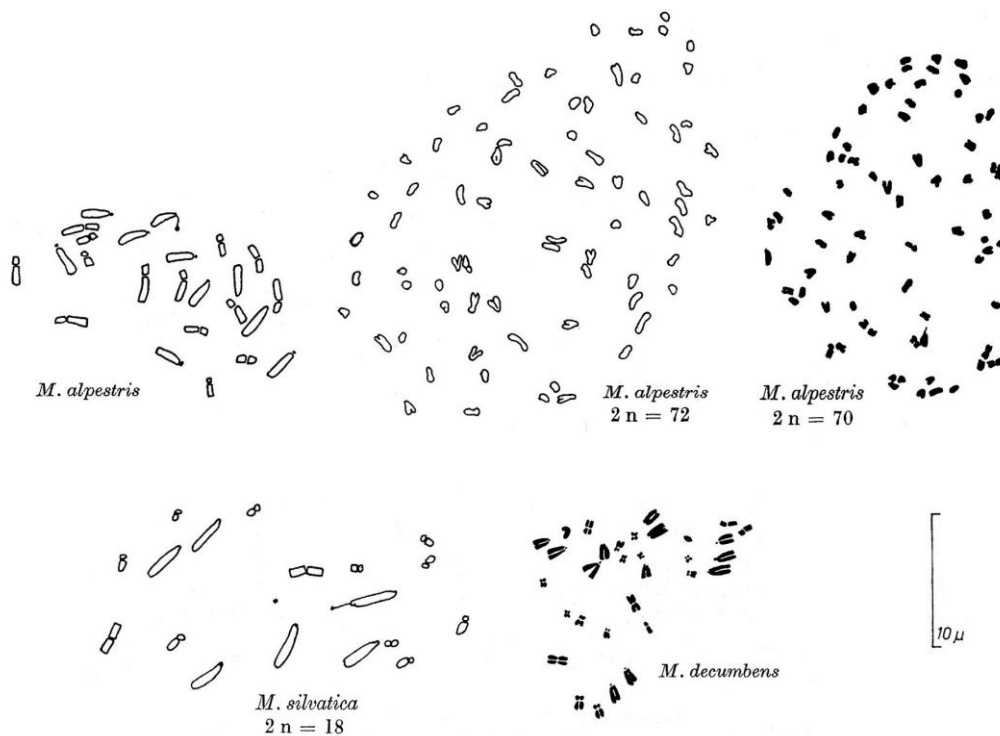 M. alpestris
M. alpestris
2 n = 72
M. alpestris
2 n = 70
10 µ
M. silvatica
2 n = 18
M. decumbens